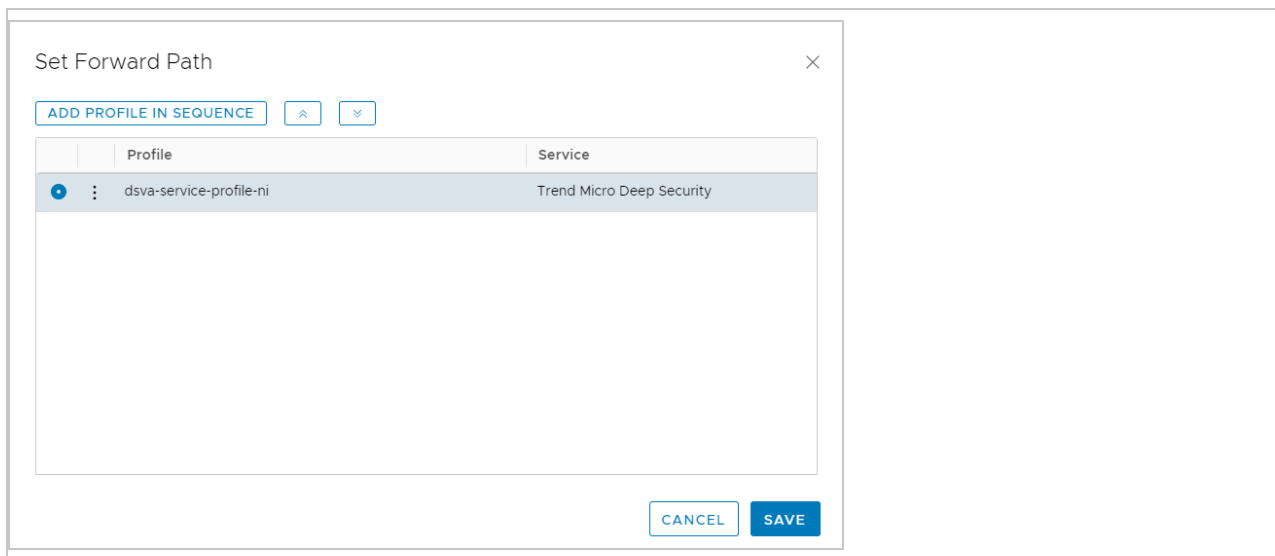 Set Forward Path
ADD PROFILE IN SEQUENCE
Profile Service
dsva-service-profile-ni Trend Micro Deep Security
CANCEL SAVE